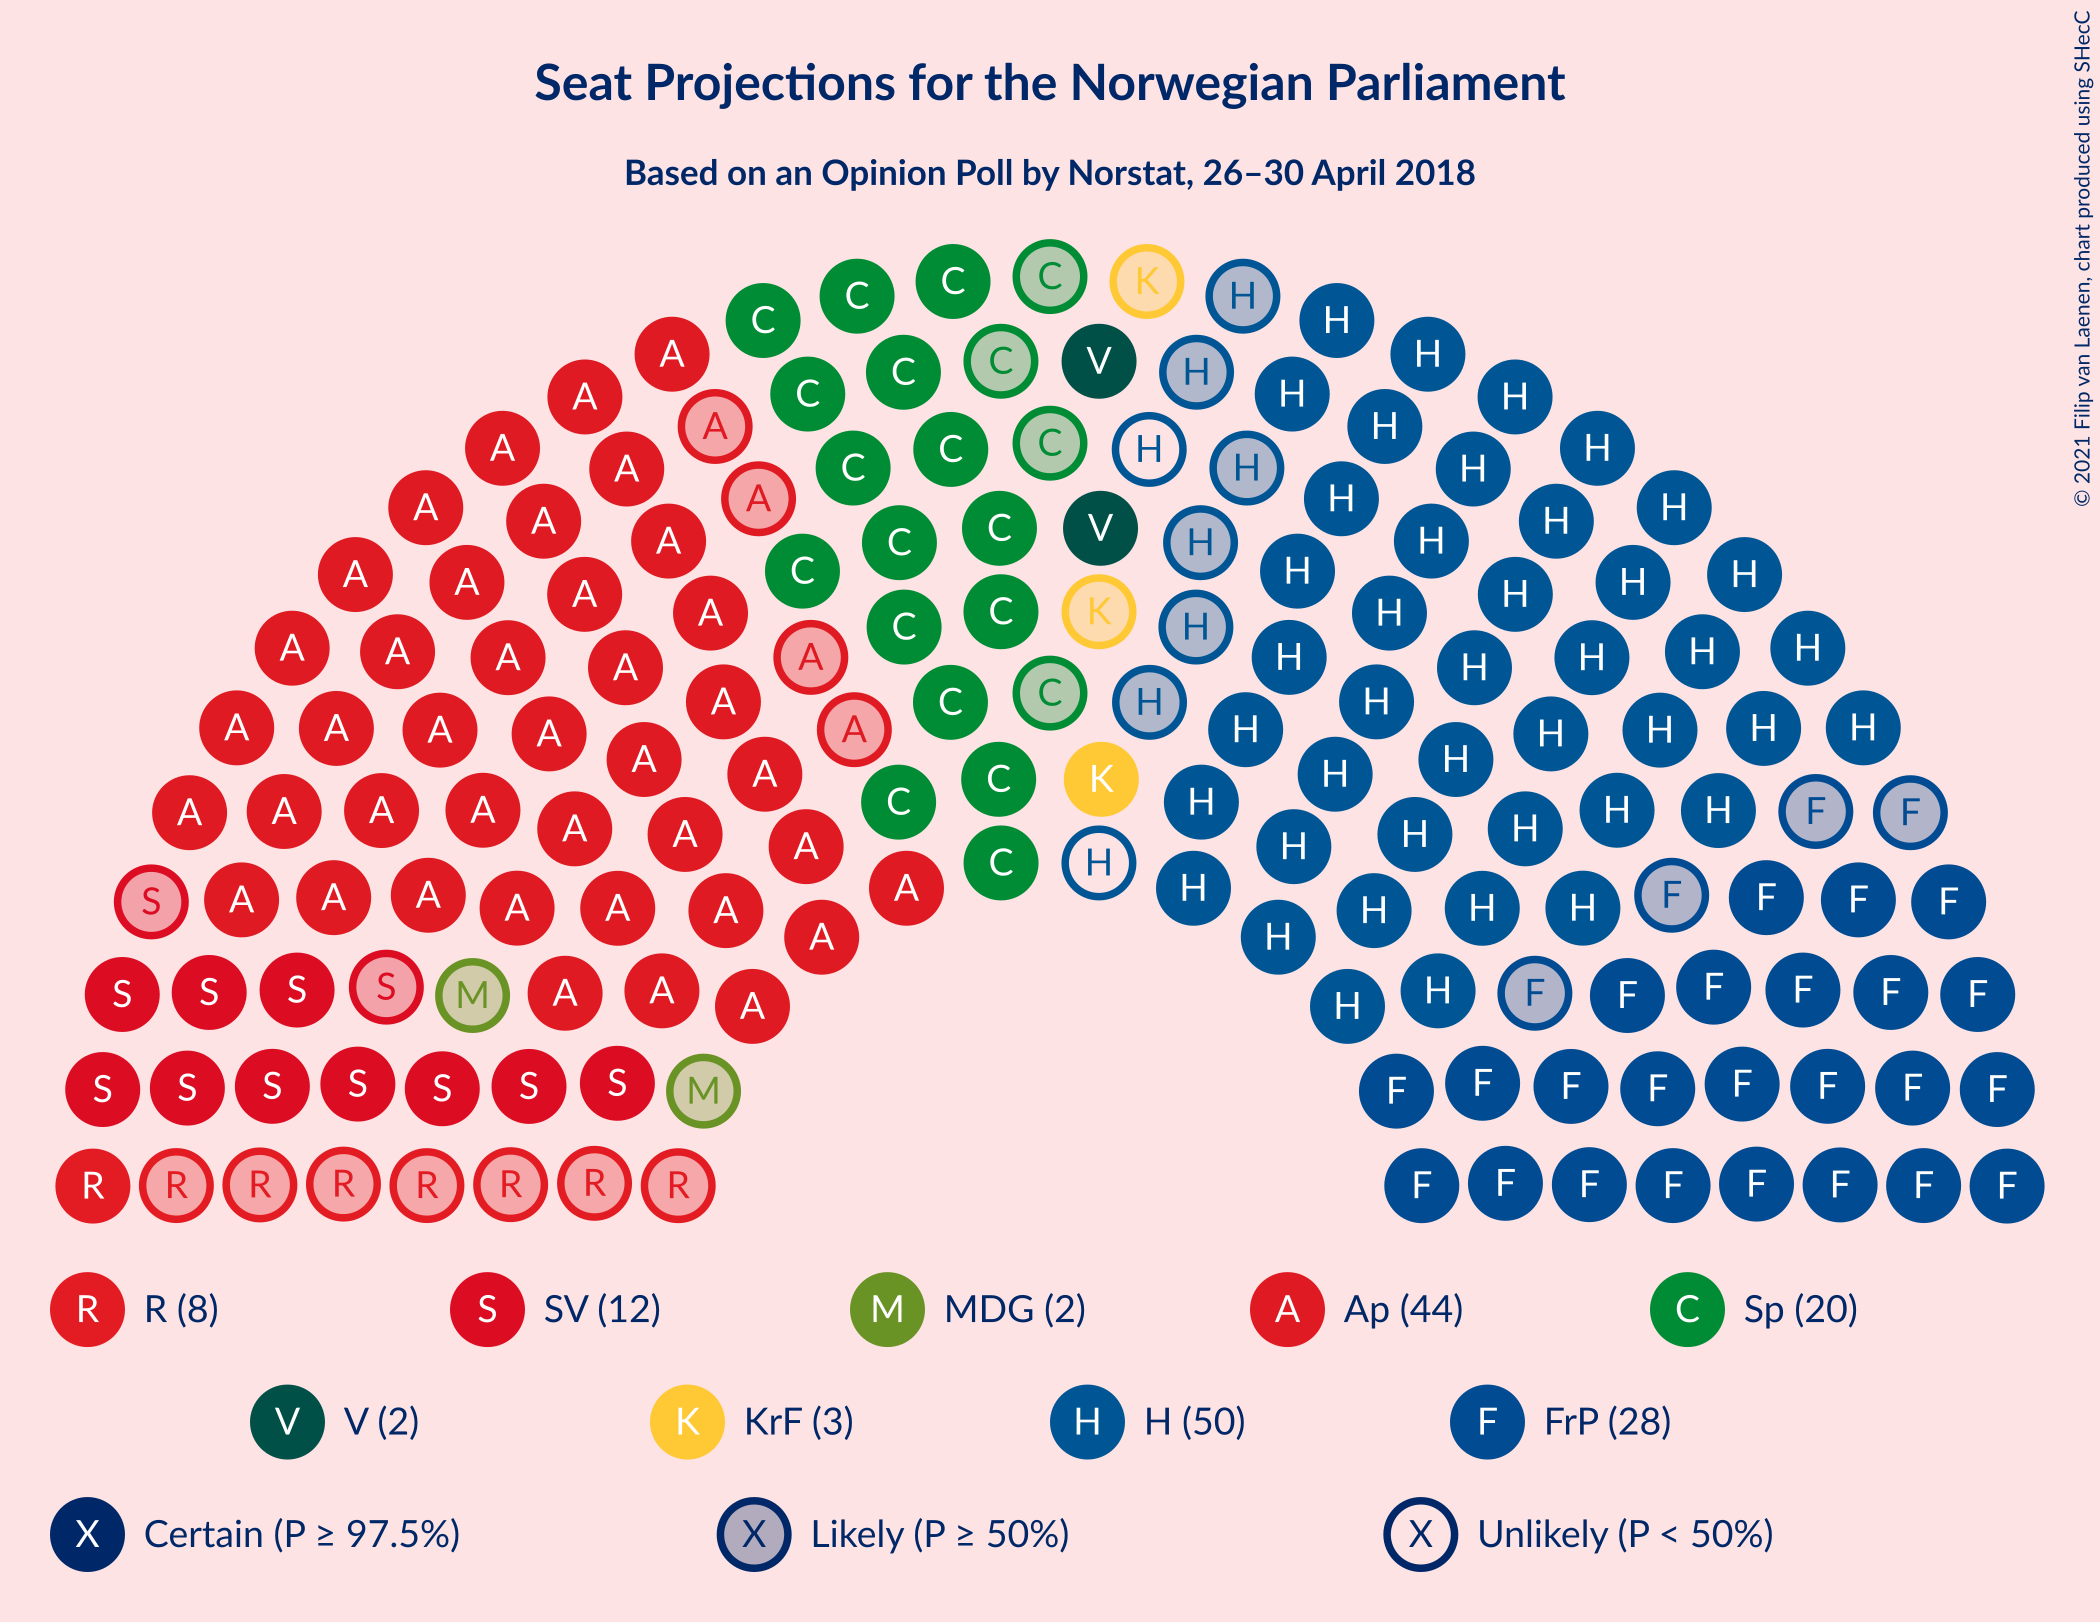 Seat Projections for the Norwegian Parliament
Based on an Opinion Poll by Norstat, 26–30 April 2018
© 2021 Filip van Laenen, chart produced using SHecC
C C C C K H H
A C C C V H H H
A A C C C H H H H
A A A C C C V H H H H
A A A A C C K H H H H
A A A A A C C H H H H H
A A A A A A C C K H H H H H H
A A A A A A A C H H H H H H H F F
S A A A A A A A H H H H F F F F
S S S S M A A A H H F F F F F F
S S S S S S S M F F F F F F F F
R R R R R R R R F F F F F F F F
R R (8) S SV (12) M MDG (2) A Ap (44) C Sp (20)
V V (2) K KrF (3) H H (50) F FrP (28)
X Certain (P ≥ 97.5%) X Likely (P ≥ 50%) X Unlikely (P < 50%)